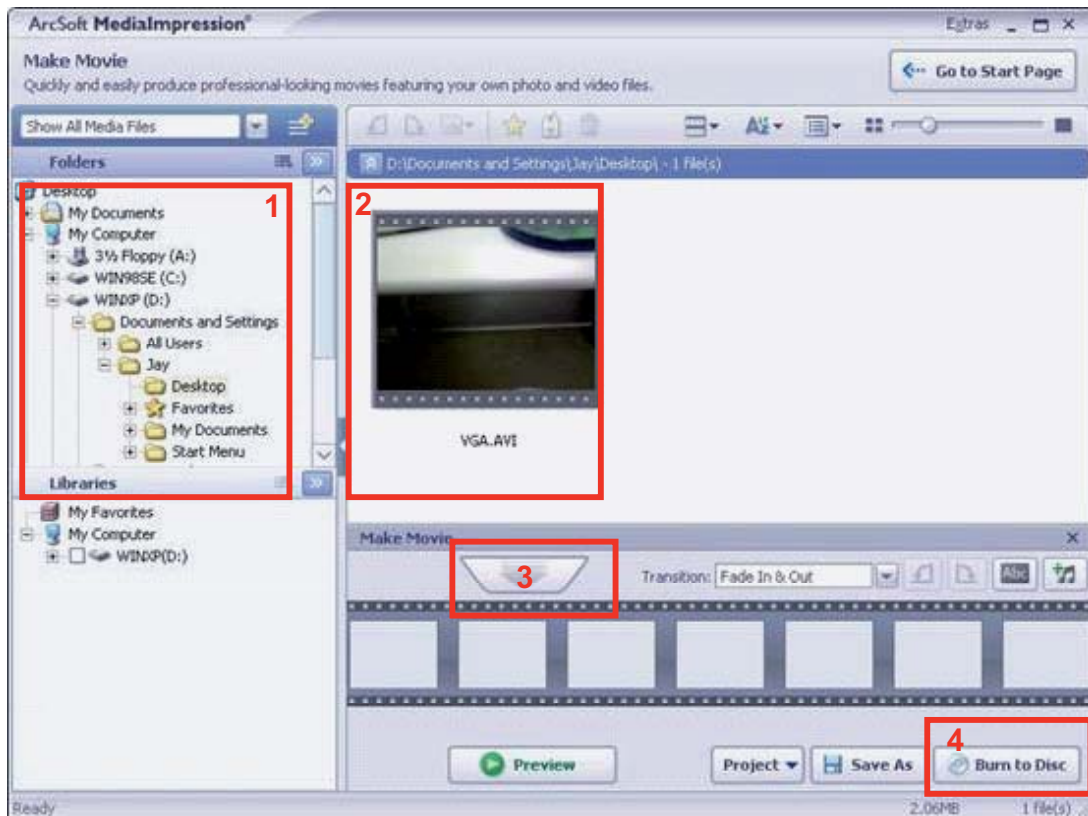 ArcSoft MediaImpression® Extras
Make Movie
Quickly and easily produce professional-looking movies featuring your own photo and video files.
Go to Start Page
Show All Media Files
Folders
D:\Documents and Settings\Jay\Desktop\ - 1 file(s)
Desktop
1
My Documents
My Computer
3½ Floppy (A:)
WIN98SE (C:)
WINXP (D:)
Documents and Settings
All Users
Jay
Desktop
Favorites
My Documents
Start Menu
2
VGA.AVI
Libraries
My Favorites
My Computer
WINXP(D:)
Make Movie
3
Transition: Fade In & Out
Abc
Preview
Project
Save As
4
Burn to Disc
Ready
2.06MB
1 file(s)